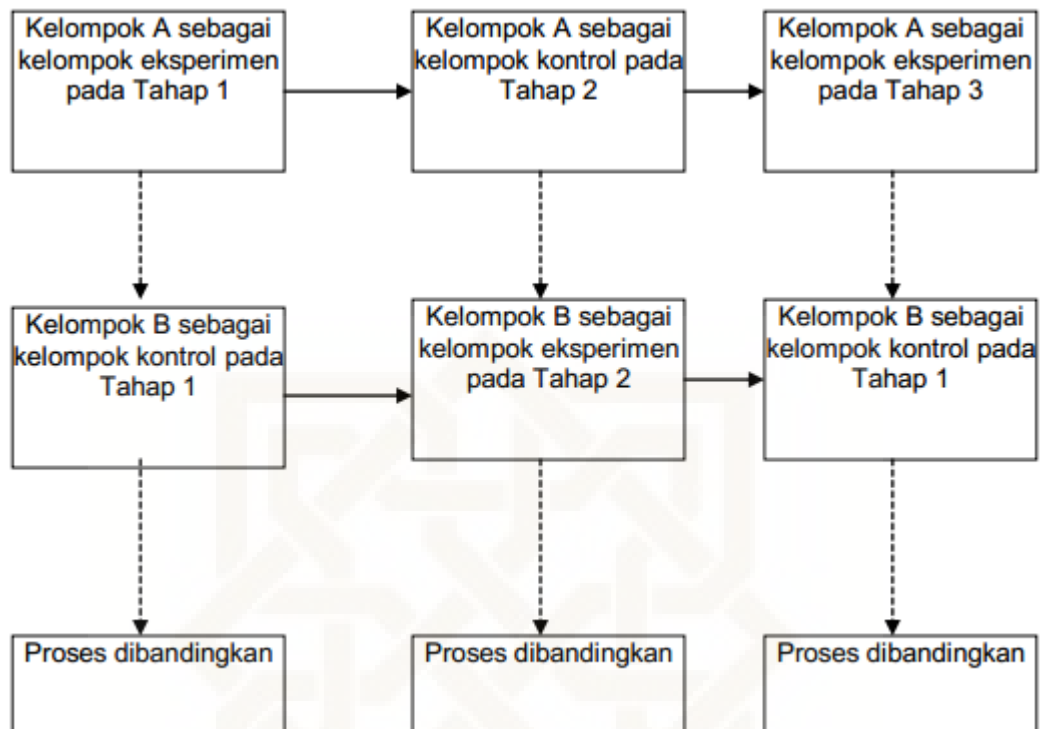 Kelompok A sebagai
kelompok eksperimen
pada Tahap 1
Kelompok A sebagai
kelompok kontrol pada
Tahap 2
Kelompok A sebagai
kelompok eksperimen
pada Tahap 3
Kelompok B sebagai
kelompok kontrol pada
Tahap 1
Kelompok B sebagai
kelompok eksperimen
pada Tahap 2
Kelompok B sebagai
kelompok kontrol pada
Tahap 1
Proses dibandingkan
Proses dibandingkan
Proses dibandingkan